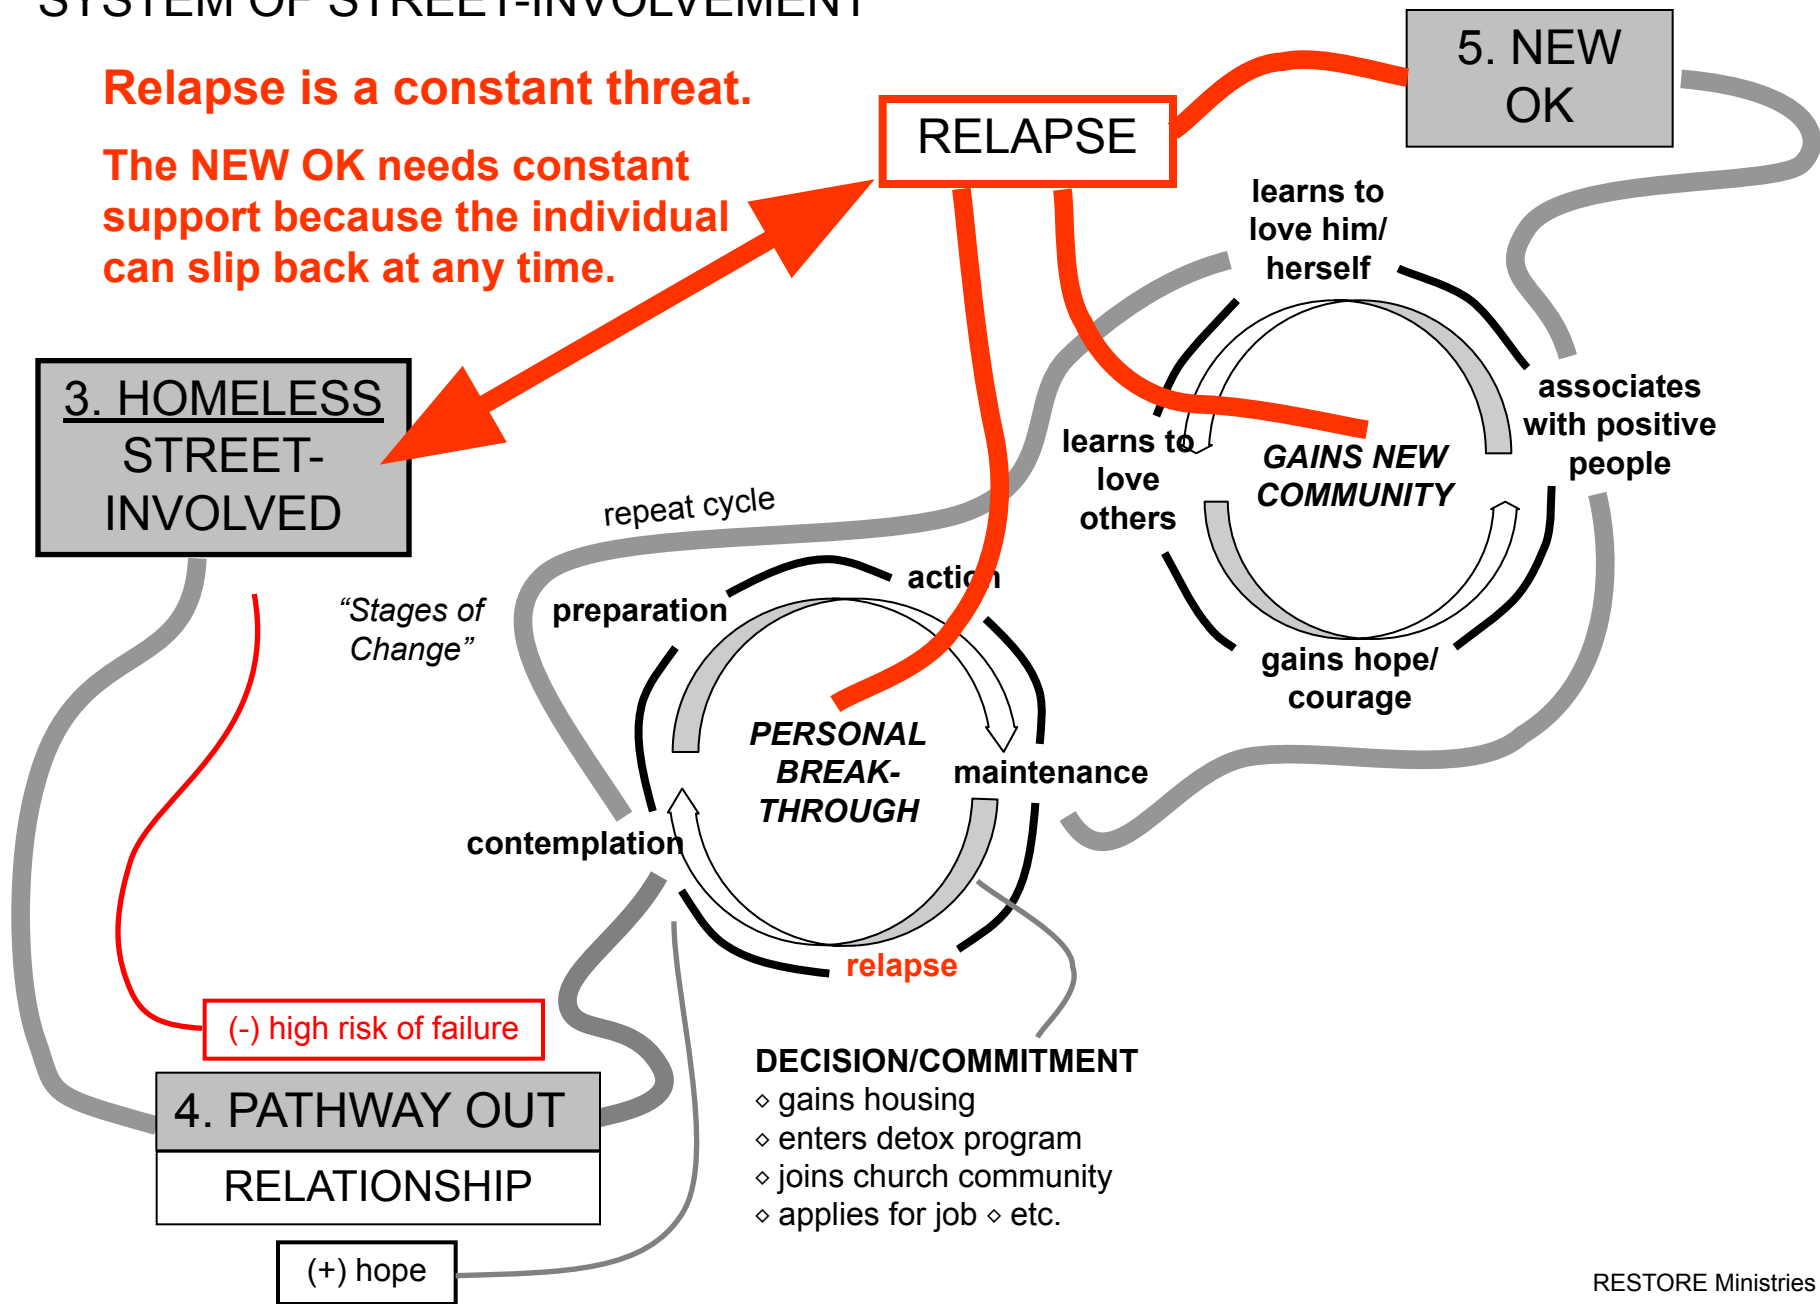 SYSTEM OF STREET-INVOLVEMENT
Relapse is a constant threat.
The NEW OK needs constant
support because the individual
can slip back at any time.
RELAPSE
5. NEW
OK
learns to
love him/
herself
associates
with positive
people
learns to
love
others
GAINS NEW
COMMUNITY
gains hope/
courage
3. HOMELESS
STREET-
INVOLVED
repeat cycle
“Stages of
Change”
preparation
action
PERSONAL
BREAK-
THROUGH
maintenance
contemplation
relapse
(-) high risk of failure
4. PATHWAY OUT
RELATIONSHIP
(+) hope
DECISION/COMMITMENT
⋄ gains housing
⋄ enters detox program
⋄ joins church community
⋄ applies for job ⋄ etc.
RESTORE Ministries